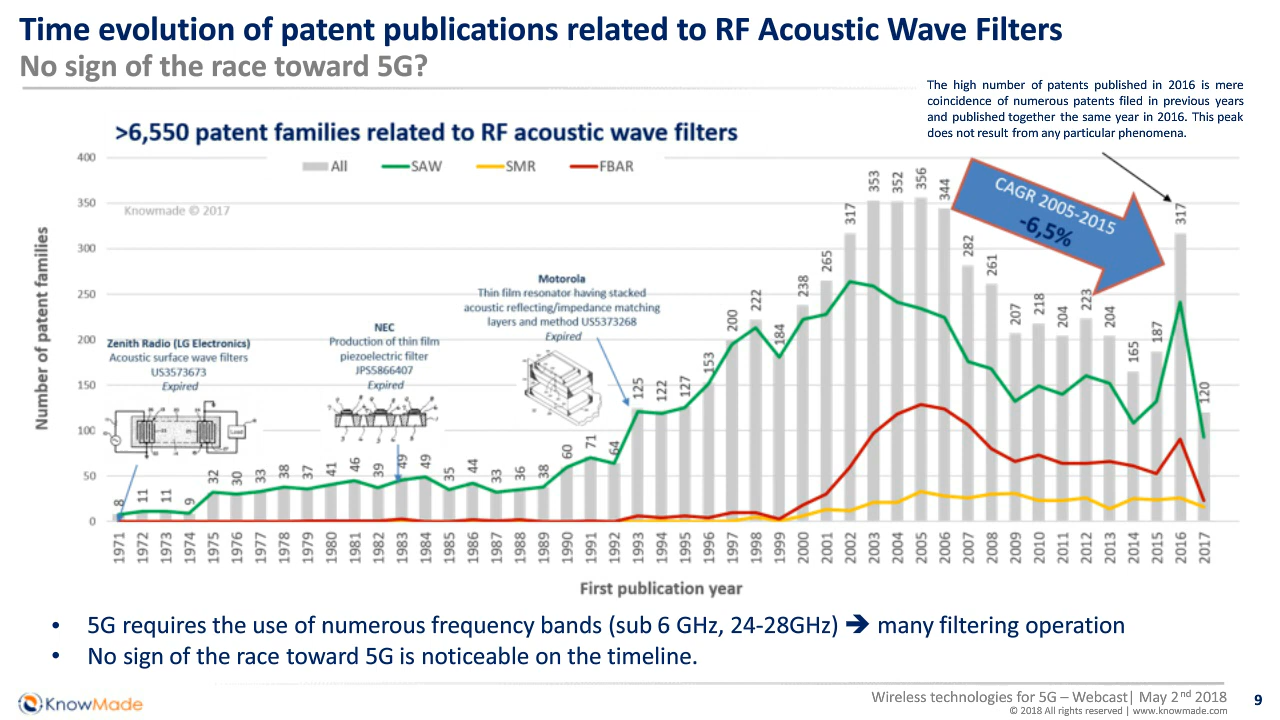 Time evolution of patent publications related to RF Acoustic Wave Filters
No sign of the race toward 5G?
The high number of patents published in 2016 is mere
coincidence of numerous patents filed in previous years
and published together the same year in 2016. This peak
does not result from any particular phenomena.
>6,550 patent families related to RF acoustic wave filters
All SAW SMR FBAR
Knowmade © 2017
CAGR 2005-2015
-6,5%
Number of patent families
400
350
300
250
200
150
100
50
0
Zenith Radio (LG Electronics)
Acoustic surface wave filters
US3573673
Expired
NEC
Production of thin film
piezoelectric filter
JPS5866407
Expired
Motorola
Thin film resonator having stacked
acoustic reflecting/impedance matching
layers and method US5373268
Expired
8 11 11 9 32 30 33 38 37 41 46 39 49 49 35 44 33 36 38 60 71 64 125 122 127 153 200 222 184 238 265 317 353 352 356 344 282 261 207 218 204 223 204 165 187 317 120
1971 1972 1973 1974 1975 1976 1977 1978 1979 1980 1981 1982 1983 1984 1985 1986 1987 1988 1989 1990 1991 1992 1993 1994 1995 1996 1997 1998 1999 2000 2001 2002 2003 2004 2005 2006 2007 2008 2009 2010 2011 2012 2013 2014 2015 2016 2017
First publication year
• 5G requires the use of numerous frequency bands (sub 6 GHz, 24-28GHz) ➔ many filtering operation
• No sign of the race toward 5G is noticeable on the timeline.
KnowMade
Wireless technologies for 5G – Webcast| May 2nd 2018
© 2018 All rights reserved | www.knowmade.com
9